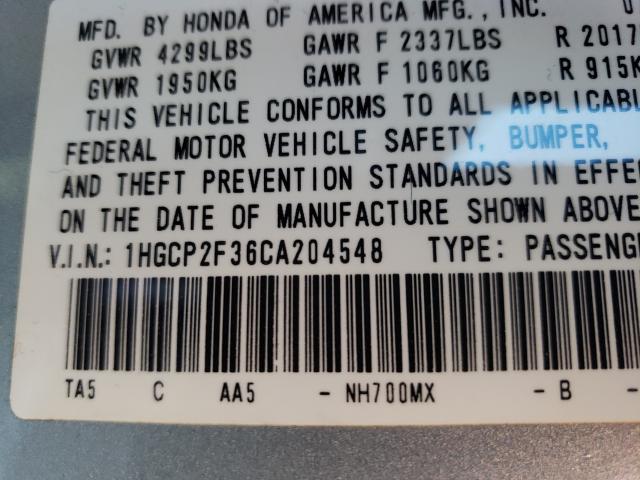 MFD. BY HONDA OF AMERICA MFG., INC.
GVWR 4299LBS GAWR F 2337LBS R 2017
GVWR 1950KG GAWR F 1060KG R 915K
THIS VEHICLE CONFORMS TO ALL APPLICABL
FEDERAL MOTOR VEHICLE SAFETY, BUMPER,
AND THEFT PREVENTION STANDARDS IN EFFE
ON THE DATE OF MANUFACTURE SHOWN ABOVE
V.I.N.: 1HGCP2F36CA204548 TYPE: PASSENG
TA5 C AA5 - NH700MX - B -